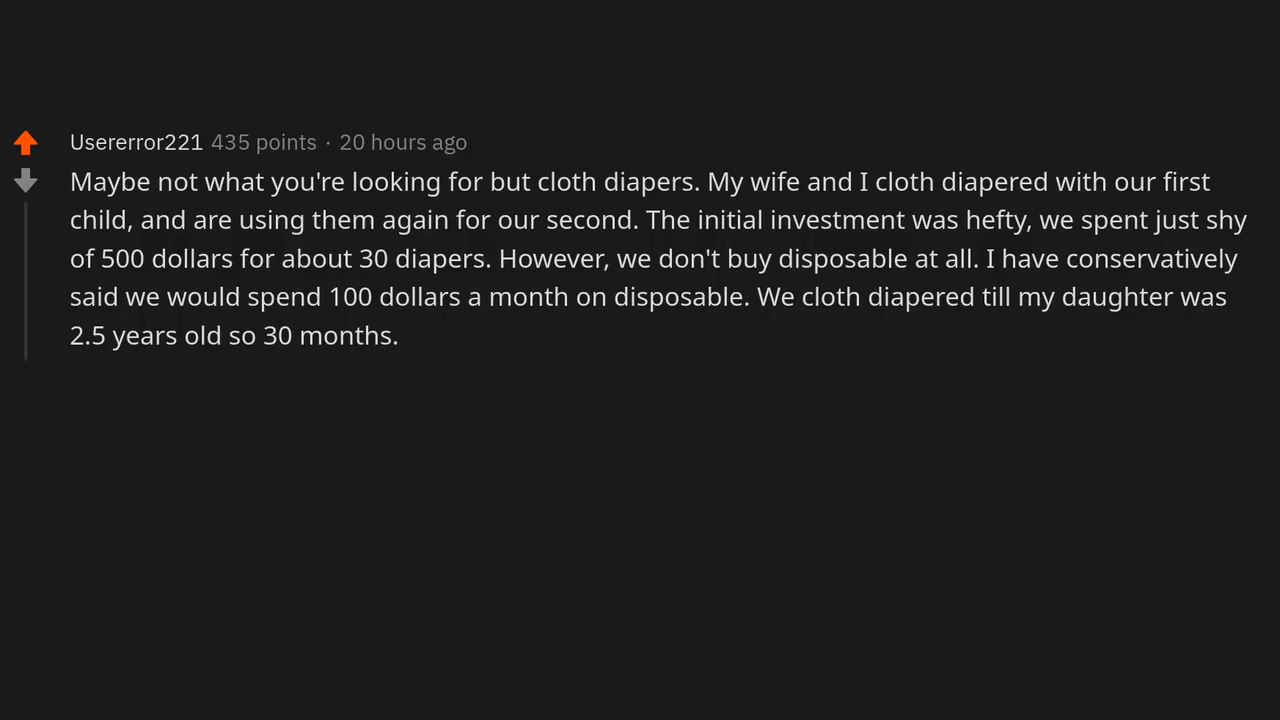 Usererror221 435 points · 20 hours ago
Maybe not what you're looking for but cloth diapers. My wife and I cloth diapered with our first
child, and are using them again for our second. The initial investment was hefty, we spent just shy
of 500 dollars for about 30 diapers. However, we don't buy disposable at all. I have conservatively
said we would spend 100 dollars a month on disposable. We cloth diapered till my daughter was
2.5 years old so 30 months.